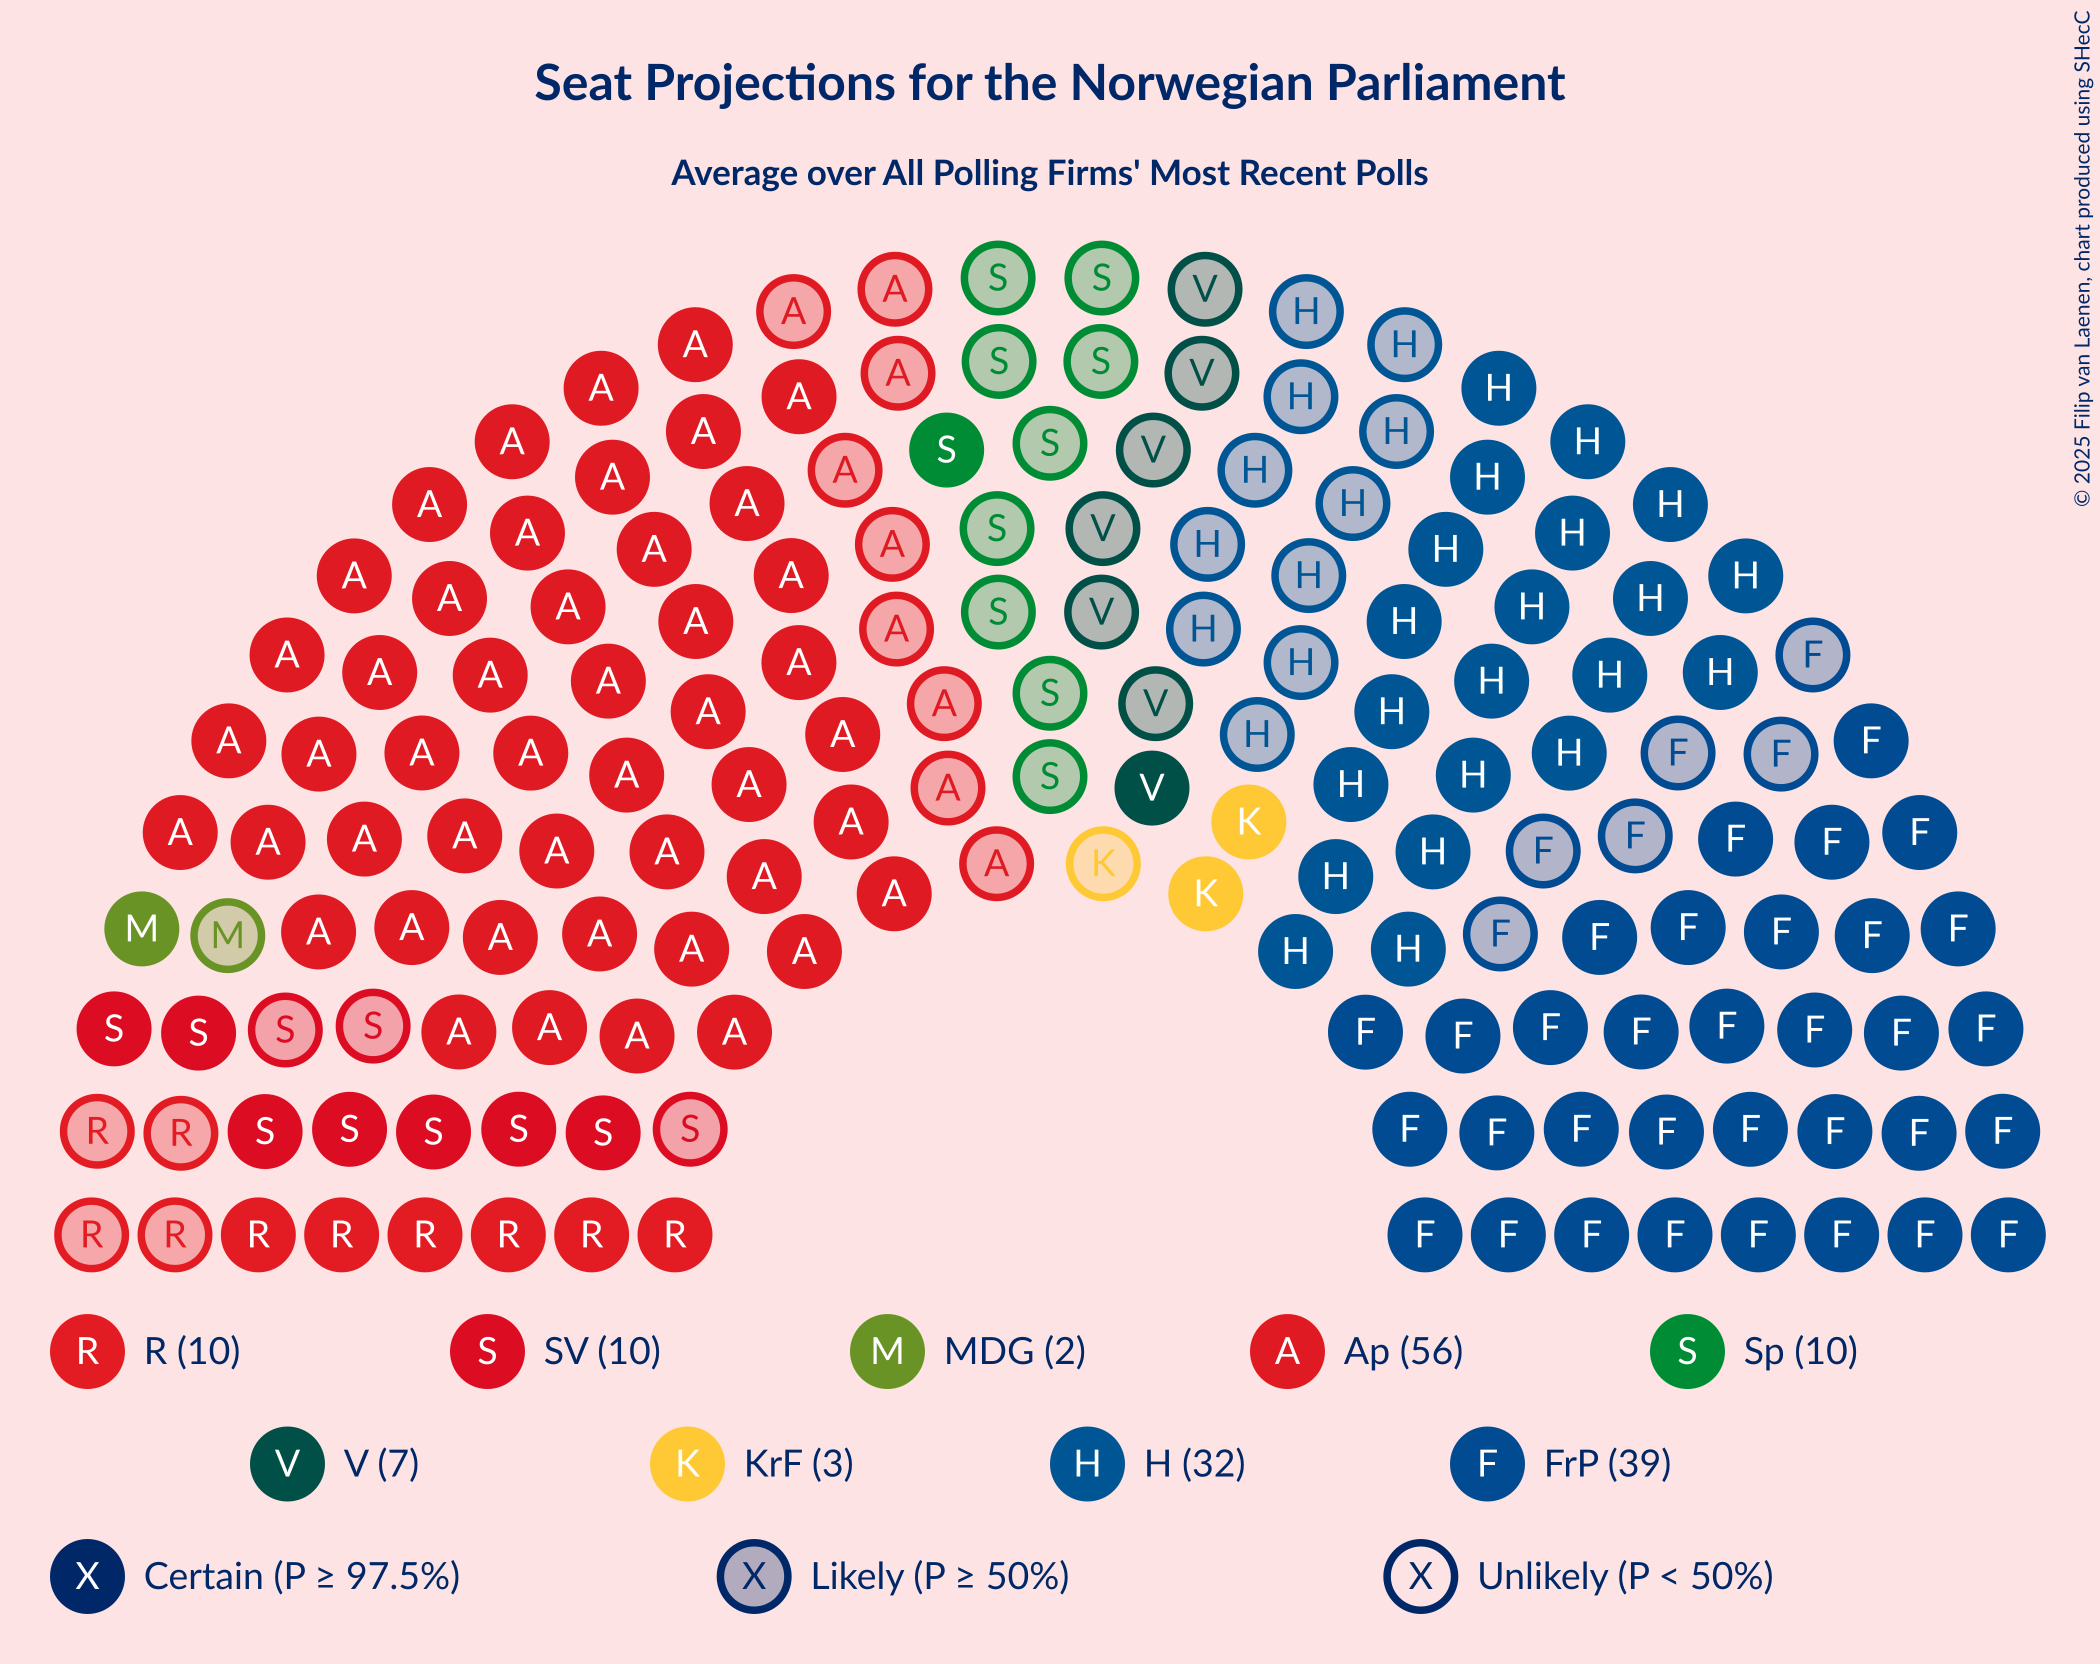 Seat Projections for the Norwegian Parliament
Average over All Polling Firms' Most Recent Polls
© 2025 Filip van Laenen, chart produced using SHecC
S S
A V
A H
A H
S S
A V
H
A H
A H
A H
A S S V H
A H H
A A H H H
A S V H
A A H H H
A A H H
A A H H
A A S V H H
A A A H H H
A A H H
A A H F
A A S V H H
A A H H
A A H F
A A A H F F
A A S V H H
A A A K H F F
A A A H F F
A A A K H F F
M M A A A A A A K H H F F F F F F
S S S S A A A A F F F F F F F F
R R S S S S S S F F F F F F F F
R R R R R R R R F F F F F F F F
R R (10) S SV (10) M MDG (2) A Ap (56) S Sp (10)
V V (7) K KrF (3) H H (32) F FrP (39)
X Certain (P ≥ 97.5%) X Likely (P ≥ 50%) X Unlikely (P < 50%)